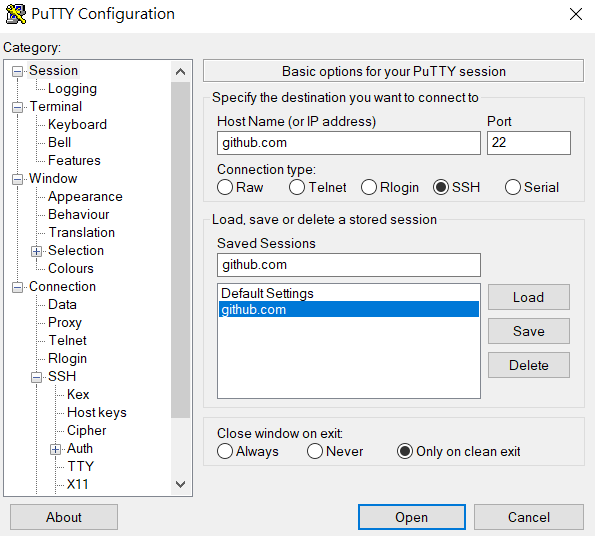 PuTTY Configuration
Category:
Session
Logging
Terminal
Keyboard
Bell
Features
Window
Appearance
Behaviour
Translation
Selection
Colours
Connection
Data
Proxy
Telnet
Rlogin
SSH
Kex
Host keys
Cipher
Auth
TTY
X11
About
Basic options for your PuTTY session
Specify the destination you want to connect to
Host Name (or IP address) Port
github.com 22
Connection type:
Raw Telnet Rlogin SSH Serial
Load, save or delete a stored session
Saved Sessions
github.com
Default Settings
github.com
Load
Save
Delete
Close window on exit:
Always Never Only on clean exit
Open Cancel